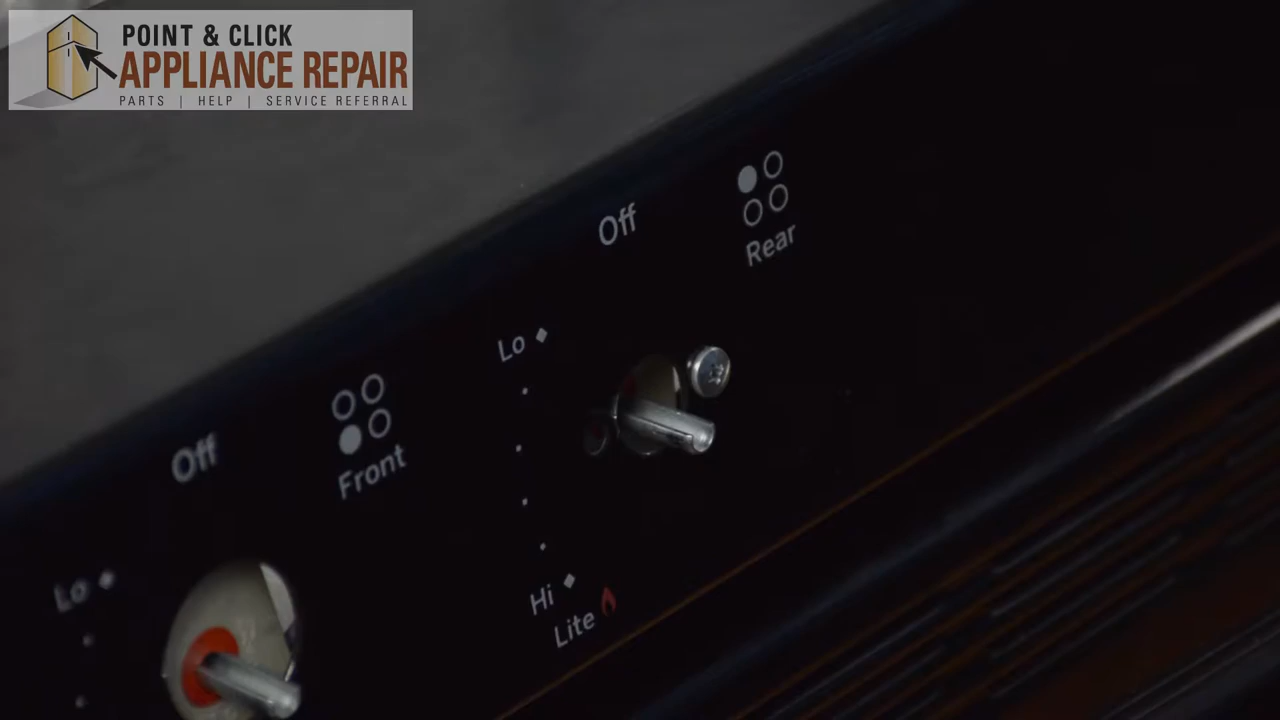 POINT & CLICK
APPLIANCE REPAIR
PARTS | HELP | SERVICE REFERRAL
Off
Rear
Lo
Hi
Lite
Off
Front
Lo